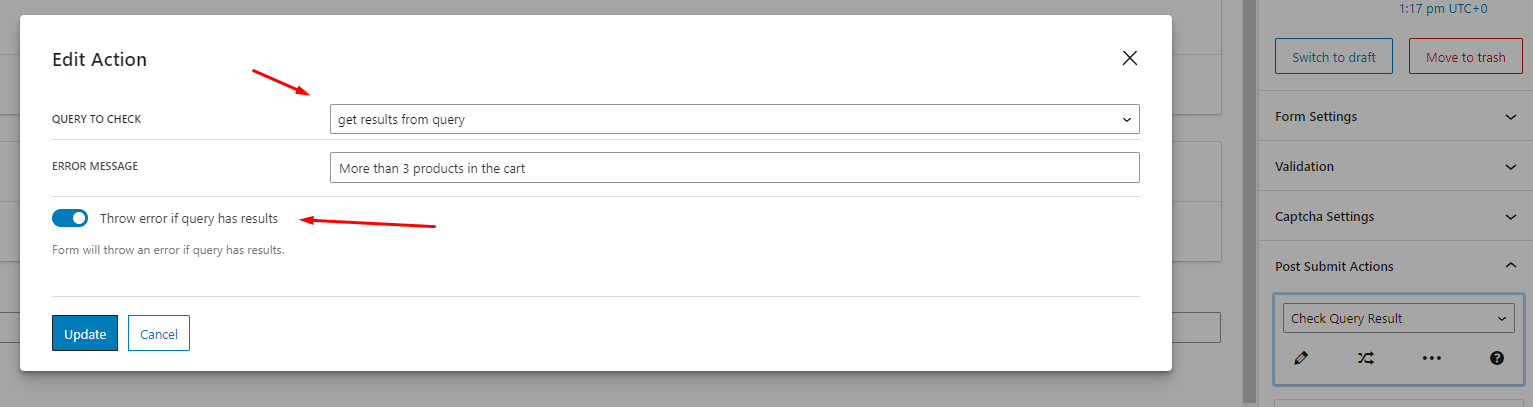 1:17 pm UTC+0
Switch to draft
Move to trash
Form Settings
Validation
Captcha Settings
Post Submit Actions
Check Query Result
Edit Action
QUERY TO CHECK
get results from query
ERROR MESSAGE
More than 3 products in the cart
Throw error if query has results
Form will throw an error if query has results.
Update
Cancel